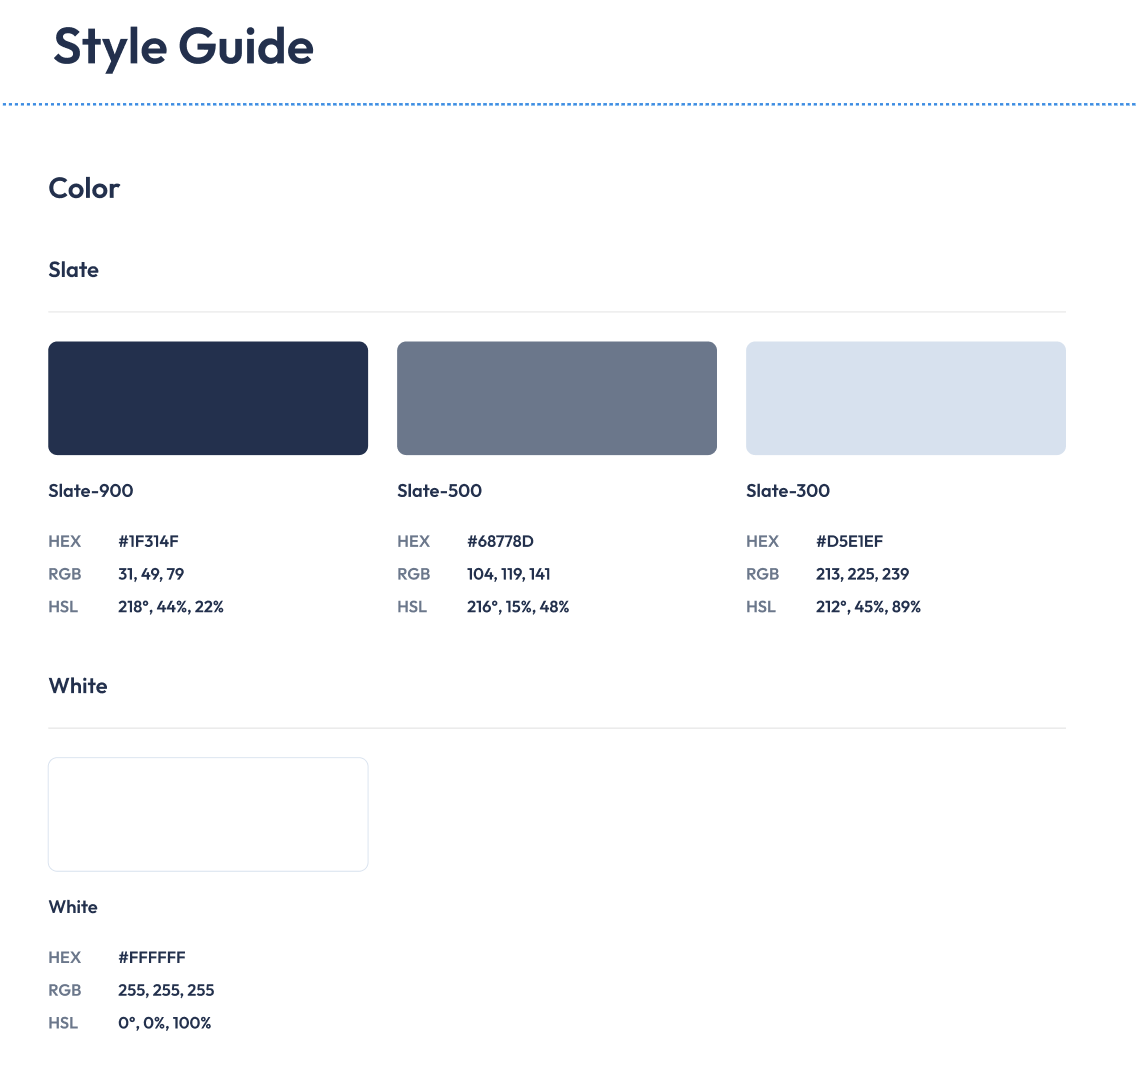 Style Guide
Color
Slate
Slate-900
HEX #1F314F
RGB 31, 49, 79
HSL 218°, 44%, 22%
Slate-500
HEX #68778D
RGB 104, 119, 141
HSL 216°, 15%, 48%
Slate-300
HEX #D5E1EF
RGB 213, 225, 239
HSL 212°, 45%, 89%
White
White
HEX #FFFFFF
RGB 255, 255, 255
HSL 0°, 0%, 100%